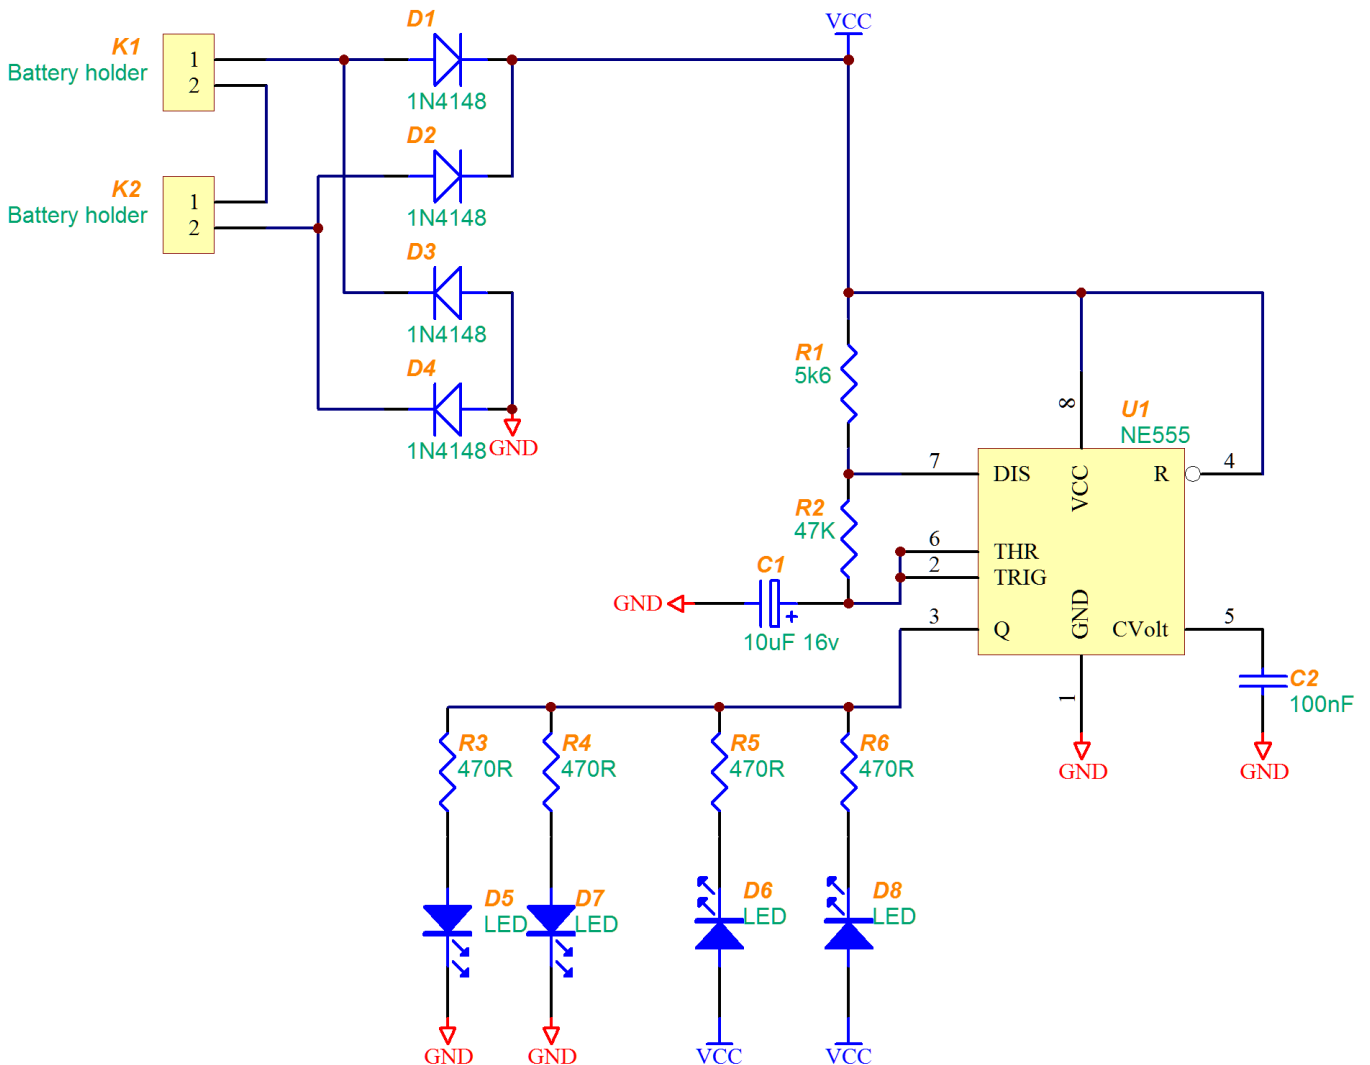 K1
Battery holder
1
2
K2
Battery holder
1
2
D1
1N4148
D2
1N4148
D3
1N4148
D4
1N4148
GND
VCC
R1
5k6
R2
47K
C1
10uF 16v
GND
U1
NE555
8
VCC
7
DIS
R
4
6
THR
2
TRIG
3
Q
GND
1
GND
CVolt
5
C2
100nF
GND
R3
470R
R4
470R
R5
470R
R6
470R
D5
LED
D7
LED
D6
LED
D8
LED
GND
GND
VCC
VCC